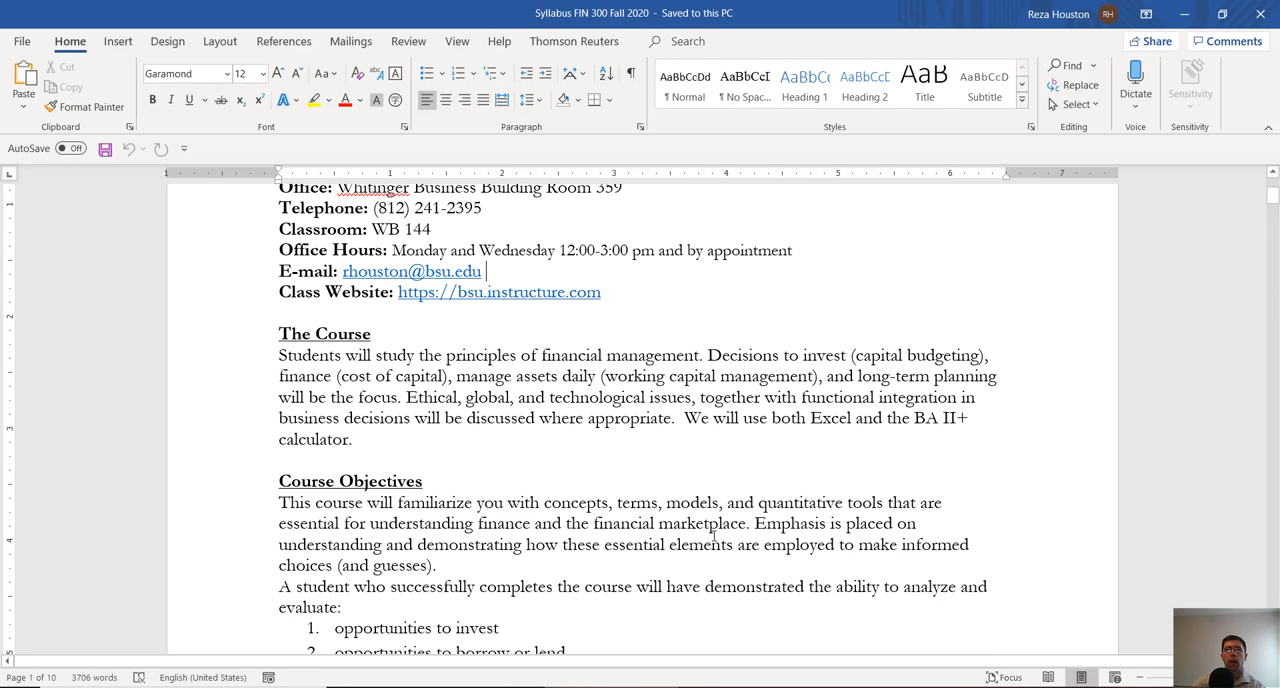 Syllabus FIN 300 Fall 2020 - Saved to this PC
Reza Houston RH
File Home Insert Draw Design Layout References Mailings Review View Help Thomson Reuters Search Share Comments
Paste Cut Copy Format Painter
Garamond 12
AaBbCcDd AaBbCcI AaBbCc AaBbCcE AaB AaBbCcD
¶ Normal ¶ No Spac... Heading 1 Heading 2 Title Subtitle
Find Replace Select Dictate Sensitivity
Clipboard Font Paragraph Styles Editing Voice Sensitivity
AutoSave Off
Office: Whitinger Business Building Room 359
Telephone: (812) 241-2395
Classroom: WB 144
Office Hours: Monday and Wednesday 12:00-3:00 pm and by appointment
E-mail: rhouston@bsu.edu
Class Website: https://bsu.instructure.com
The Course
Students will study the principles of financial management. Decisions to invest (capital budgeting),
finance (cost of capital), manage assets daily (working capital management), and long-term planning
will be the focus. Ethical, global, and technological issues, together with functional integration in
business decisions will be discussed where appropriate. We will use both Excel and the BA II+
calculator.
Course Objectives
This course will familiarize you with concepts, terms, models, and quantitative tools that are
essential for understanding finance and the financial marketplace. Emphasis is placed on
understanding and demonstrating how these essential elements are employed to make informed
choices (and guesses).
A student who successfully completes the course will have demonstrated the ability to analyze and
evaluate:
1. opportunities to invest
2. opportunities to borrow or lend
Page 1 of 10 3706 words English (United States) Focus